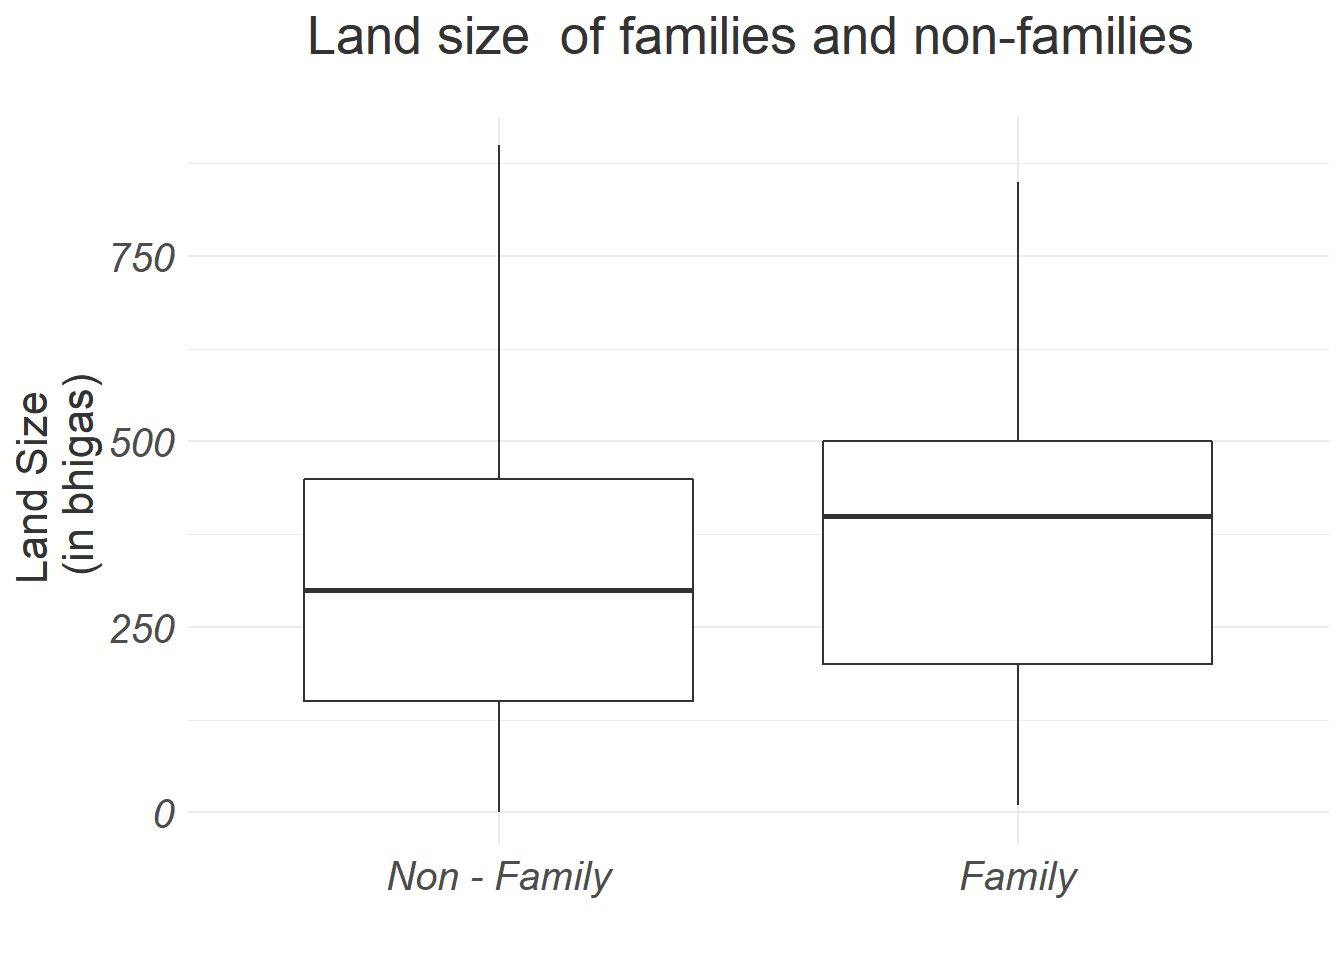 Land size  of families and non-families
Land Size
(in bhigas)
750
500
250
0
Non - Family
Family